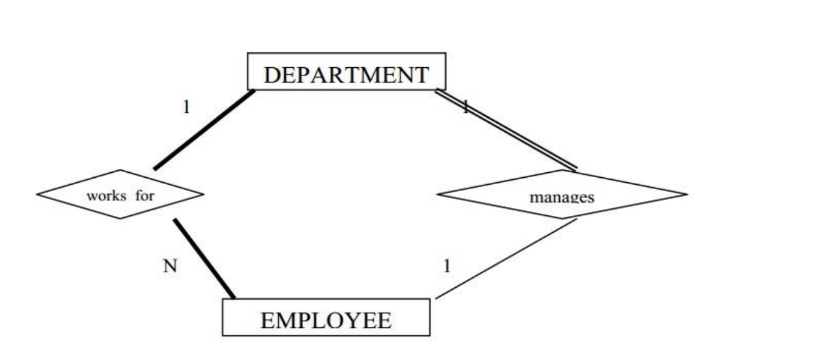 DEPARTMENT
1
1
works for
manages
N
1
EMPLOYEE